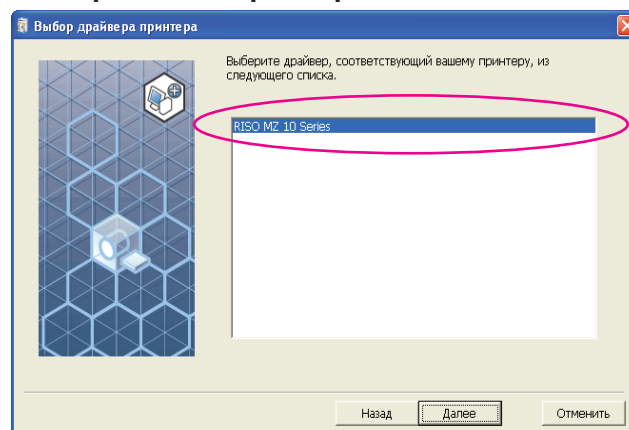 Выбор драйвера принтера
Выберите драйвер, соответствующий вашему принтеру, из
следующего списка.
RISO MZ 10 Series
Назад
Далее
Отменить